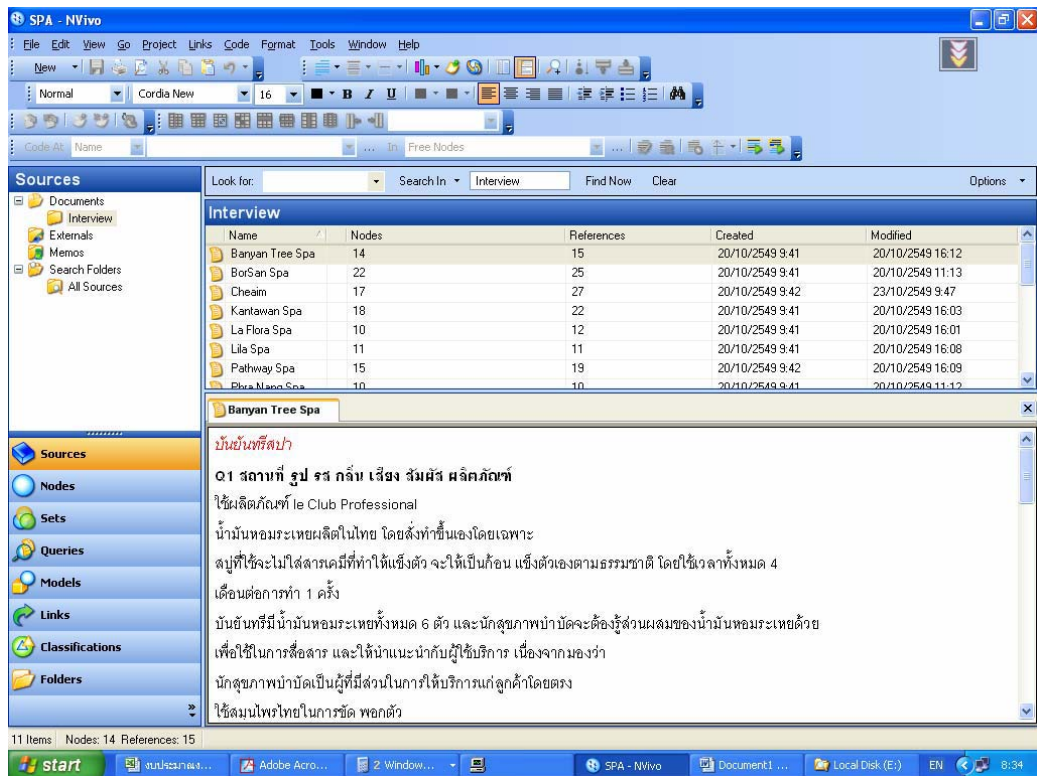 SPA - NVivo
File Edit View Go Project Links Code Format Tools Window Help
New
Normal Cordia New 16 B I U
Code At Name ... In Free Nodes ...
Sources
Documents
Interview
Externals
Memos
Search Folders
All Sources
Look for: Search In Interview Find Now Clear Options
Interview
Name Nodes References Created Modified
Banyan Tree Spa 14 15 20/10/2549 9:41 20/10/2549 16:12
BorSan Spa 22 25 20/10/2549 9:41 20/10/2549 11:13
Cheaim 17 27 20/10/2549 9:42 23/10/2549 9:47
Kantawan Spa 18 22 20/10/2549 9:41 20/10/2549 16:03
La Flora Spa 10 12 20/10/2549 9:41 20/10/2549 16:01
Lila Spa 11 11 20/10/2549 9:41 20/10/2549 16:08
Pathway Spa 15 19 20/10/2549 9:42 20/10/2549 16:09
Phra Nang Spa 10 10 20/10/2549 9:41 20/10/2549 11:12
Banyan Tree Spa
บันยันทรีสปา
Q1 สถานที่ รูป รส กลิ่น เสียง สัมผัส ผลิตภัณฑ์
ใช้ผลิตภัณฑ์ le Club Professional
น้ำมันหอมระเหยผลิตในไทย โดยสั่งทำขึ้นเองโดยเฉพาะ
สบู่ที่ใช้จะไม่ใส่สารเคมีที่ทำให้แข็งตัว จะให้เป็นก้อน แข็งตัวเองตามธรรมชาติ โดยใช้เวลาทั้งหมด 4
เดือนต่อการทำ 1 ครั้ง
บันยันทรีมีน้ำมันหอมระเหยทั้งหมด 6 ตัว และนักสุขภาพบำบัดจะต้องรู้ส่วนผสมของน้ำมันหอมระเหยด้วย
เพื่อใช้ในการสื่อสาร และให้นำแนะนำกับผู้ใช้บริการ เนื่องจากมองว่า
นักสุขภาพบำบัดเป็นผู้ที่มีส่วนในการให้บริการแก่ลูกค้าโดยตรง
ใช้สมุนไพรไทยในการขัด พอกตัว
Sources
Nodes
Sets
Queries
Models
Links
Classifications
Folders
11 Items Nodes: 14 References: 15
start งบประมาณง... Adobe Acro... 2 Window... SPA - NVivo Document1 ... Local Disk (E:) EN 8:34